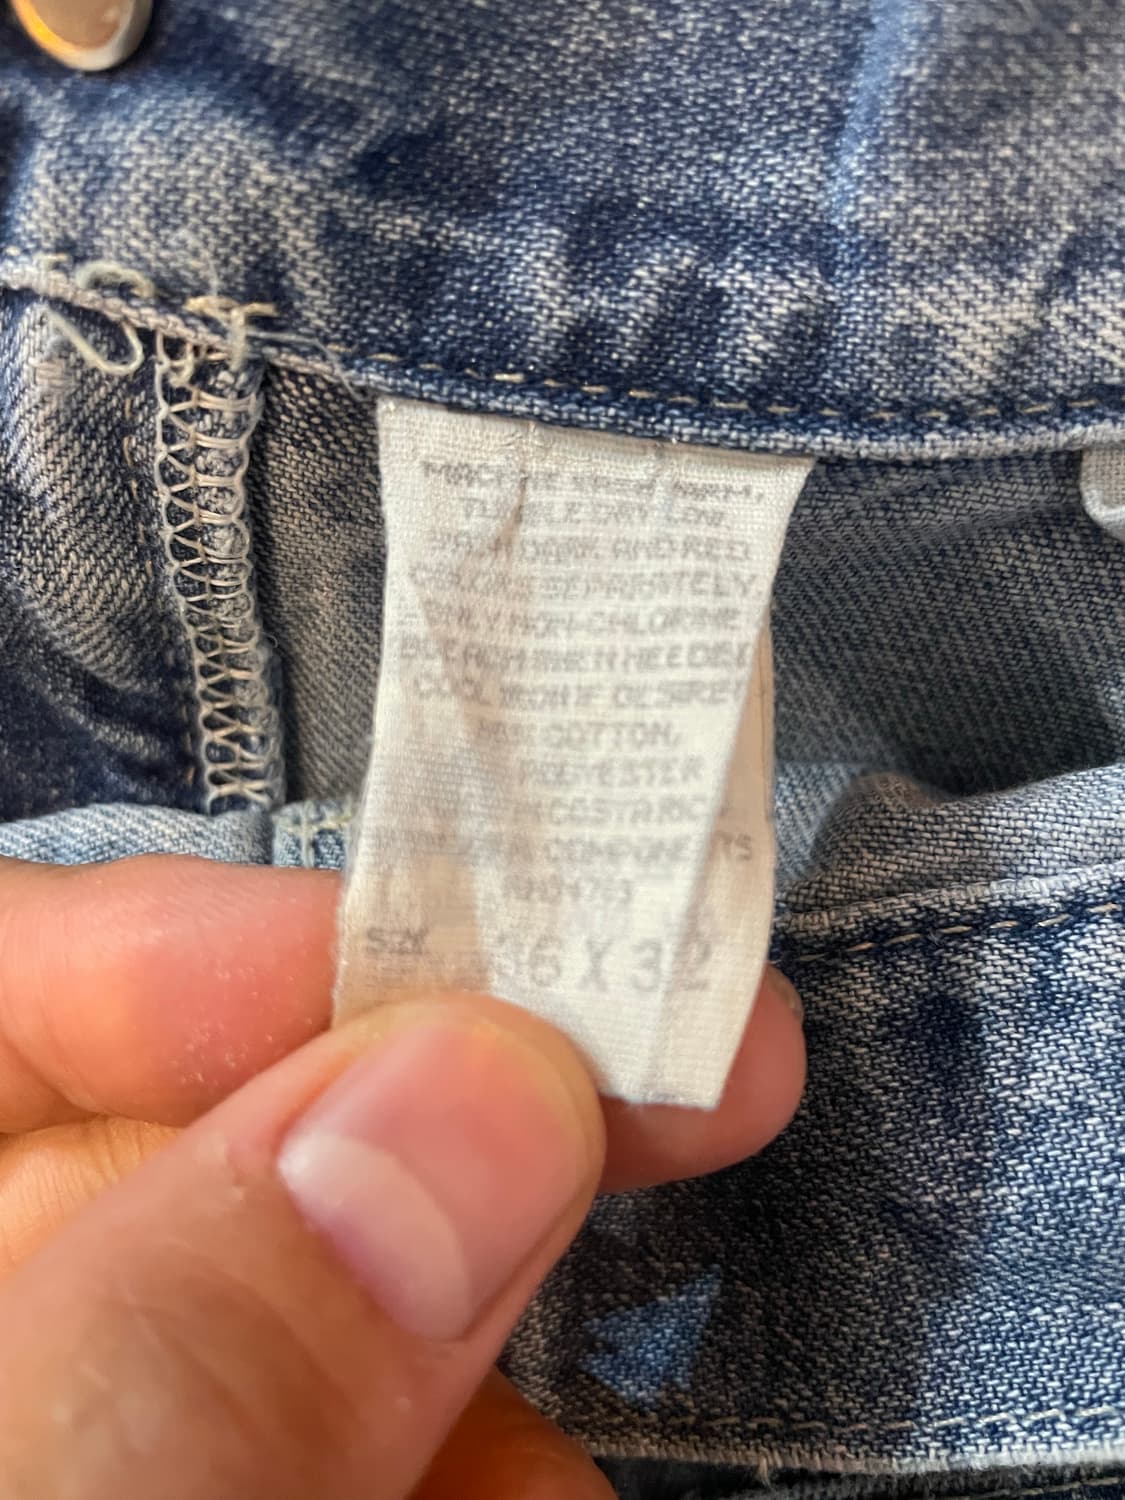 MACHINE WASH WARM,
TUMBLE DRY LOW.
WASH DARK AND RED
COLORS SEPARATELY
ONLY NON-CHLORINE
BLEACH WHEN NEEDED
COOL IRON IF DESIRED
COTTON,
POLYESTER
IN COSTA RICA
COMPONENTS
SIZE 36 X 32